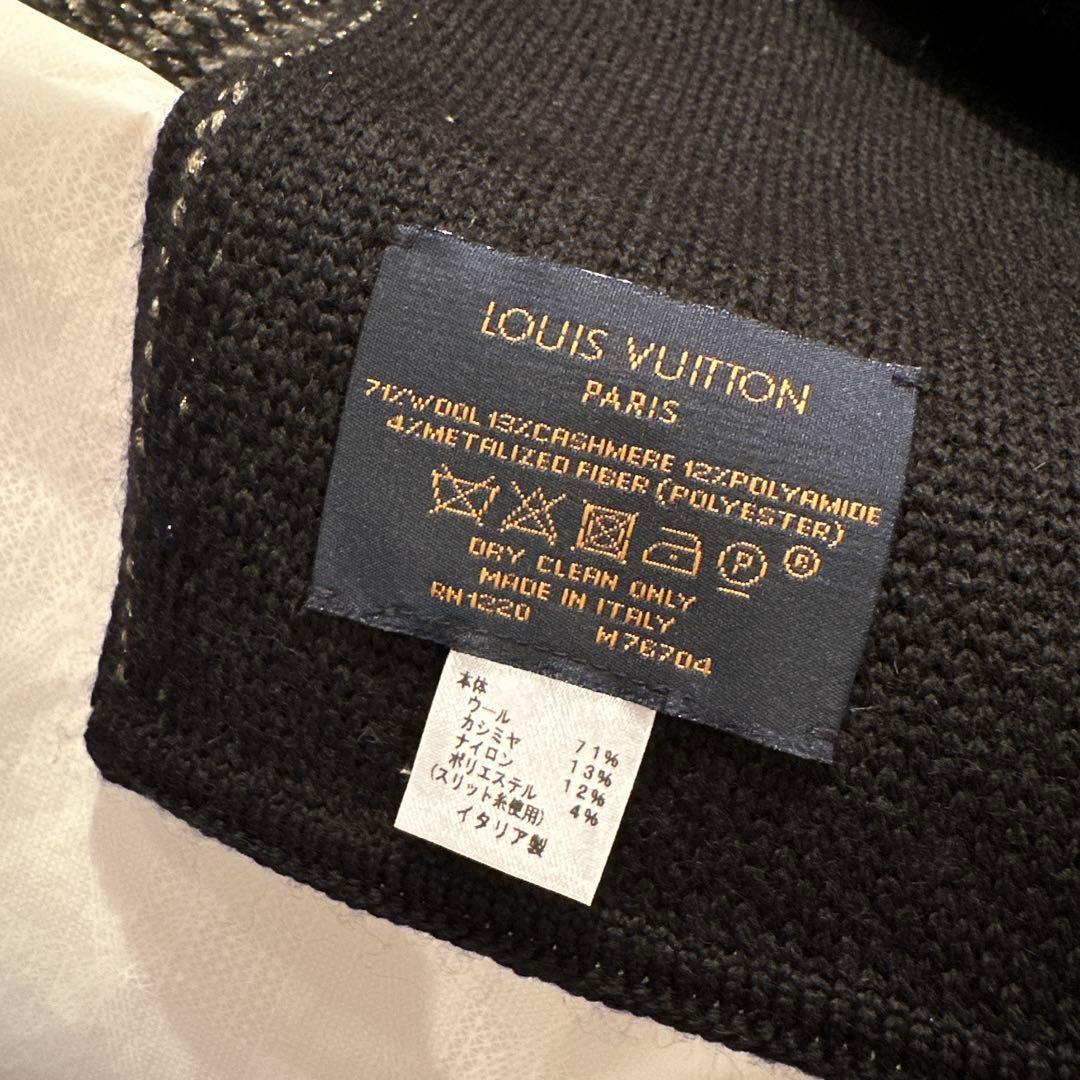 LOUIS VUITTON
PARIS
71%WOOL 13%CASHMERE 12%POLYAMIDE
4%METALIZED FIBER (POLYESTER)
P
®
DRY CLEAN ONLY
MADE IN ITALY
RN1220 M76704
本体
ウール 71%
カシミヤ 13%
ナイロン 12%
ポリエステル 4%
(スリット糸使用)
イタリア製